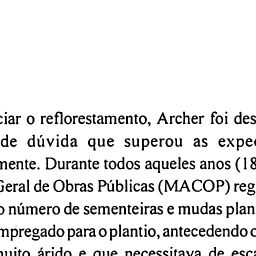 ciar o reflorestamento, Archer foi des
de dúvida que superou as expe
mente. Durante todos aqueles anos (18
Geral de Obras Públicas (MACOP) reg
o número de sementeiras e mudas plan
mpregado para o plantio, antecedendo
muito árido e que necessitava de esca